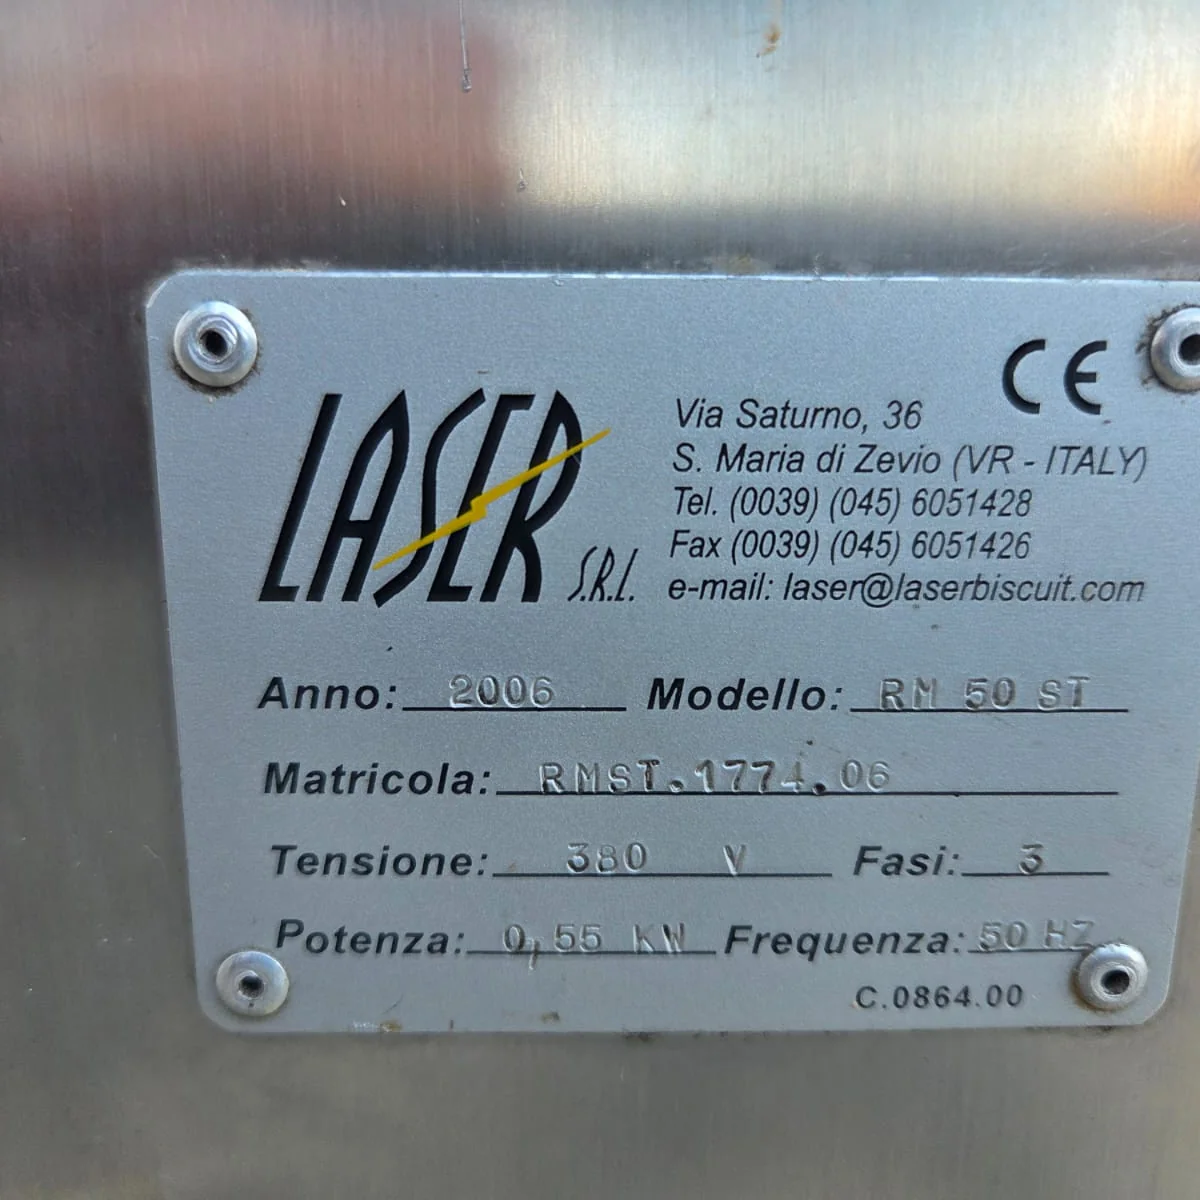 LASER S.R.L.
CE
Via Saturno, 36
S. Maria di Zevio (VR - ITALY)
Tel. (0039) (045) 6051428
Fax (0039) (045) 6051426
e-mail: laser@laserbiscuit.com
Anno: 2006 Modello: RM 50 ST
Matricola: RMST.1774.06
Tensione: 380 V Fasi: 3
Potenza: 0,55 KW Frequenza: 50 HZ
C.0864.00